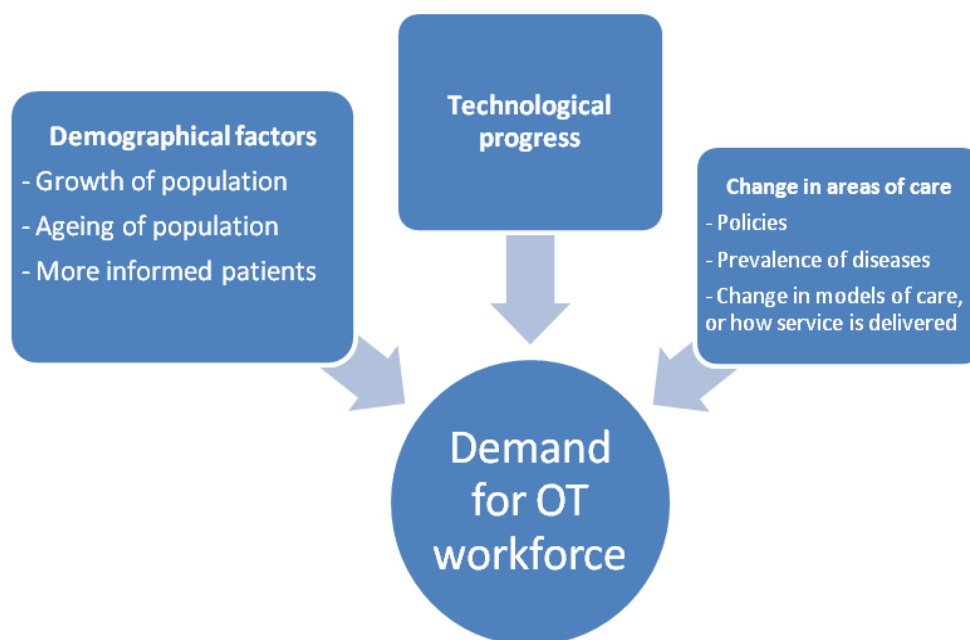 Demographical factors
- Growth of population
- Ageing of population
- More informed patients
Technological
progress
Change in areas of care
- Policies
- Prevalence of diseases
- Change in models of care,
or how service is delivered
Demand
for OT
workforce